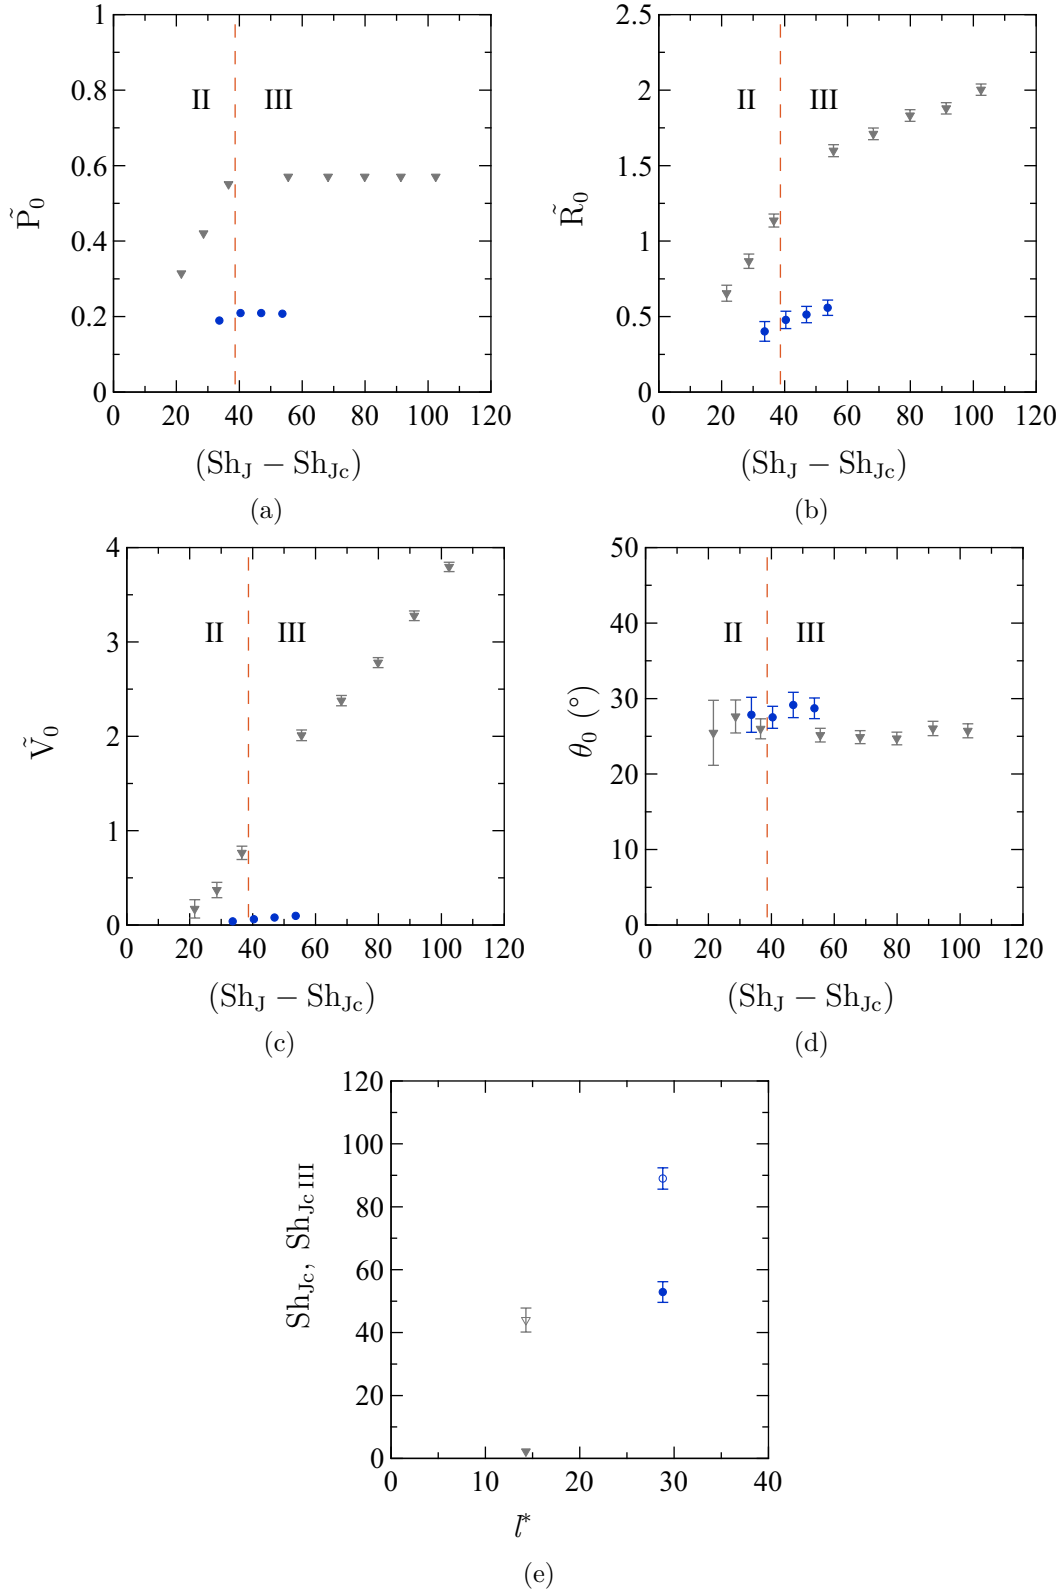 1
0.8
0.6
0.4
0.2
0
0 20 40 60 80 100 120
II III
P̃0
(ShJ − ShJc)
(a)
2.5
2
1.5
1
0.5
0
0 20 40 60 80 100 120
II III
R̃0
(ShJ − ShJc)
(b)
4
3
2
1
0
0 20 40 60 80 100 120
II III
Ṽ0
(ShJ − ShJc)
(c)
50
40
30
20
10
0
0 20 40 60 80 100 120
II III
θ0 (°)
(ShJ − ShJc)
(d)
120
100
80
60
40
20
0
0 10 20 30 40
ShJc, ShJc III
l*
(e)